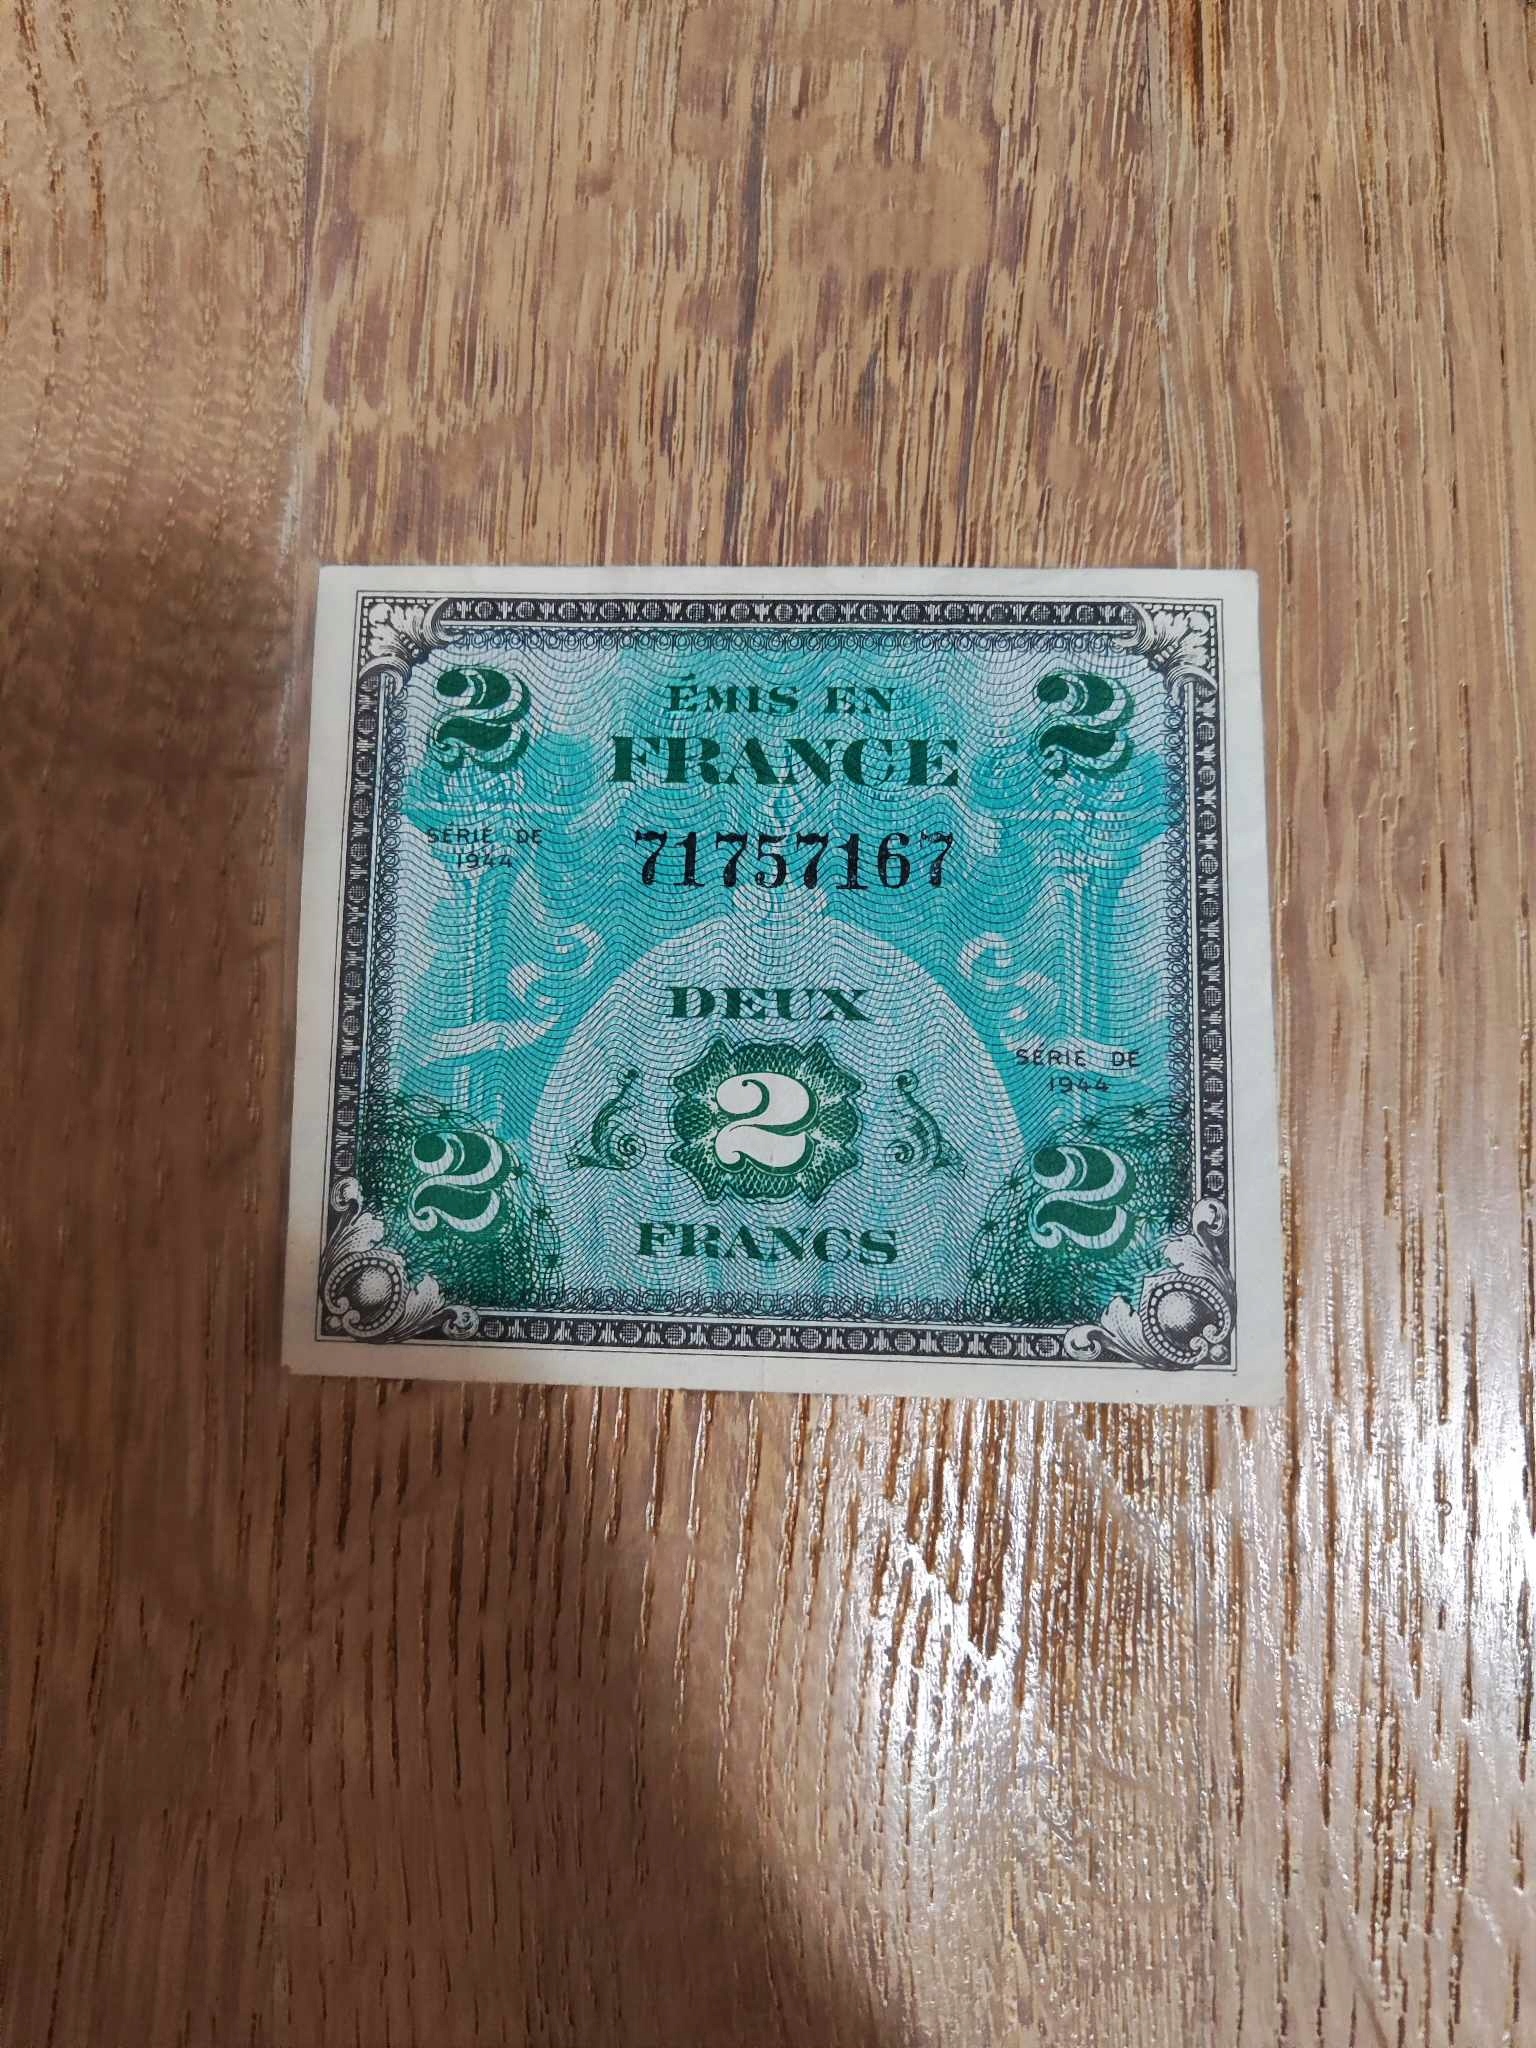 2 2
ÉMIS EN
FRANCE
SÉRIE DE
1944
71757167
DEUX
2
SÉRIE DE
1944
2 2
FRANCS